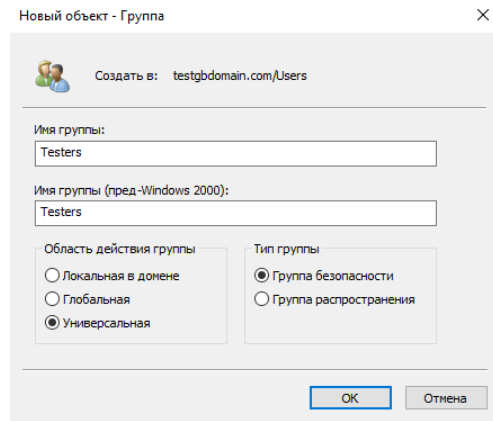 Новый объект - Группа
Создать в: testgbdomain.com/Users
Имя группы:
Testers
Имя группы (пред-Windows 2000):
Testers
Область действия группы
Локальная в домене
Глобальная
Универсальная
Тип группы
Группа безопасности
Группа распространения
OK
Отмена